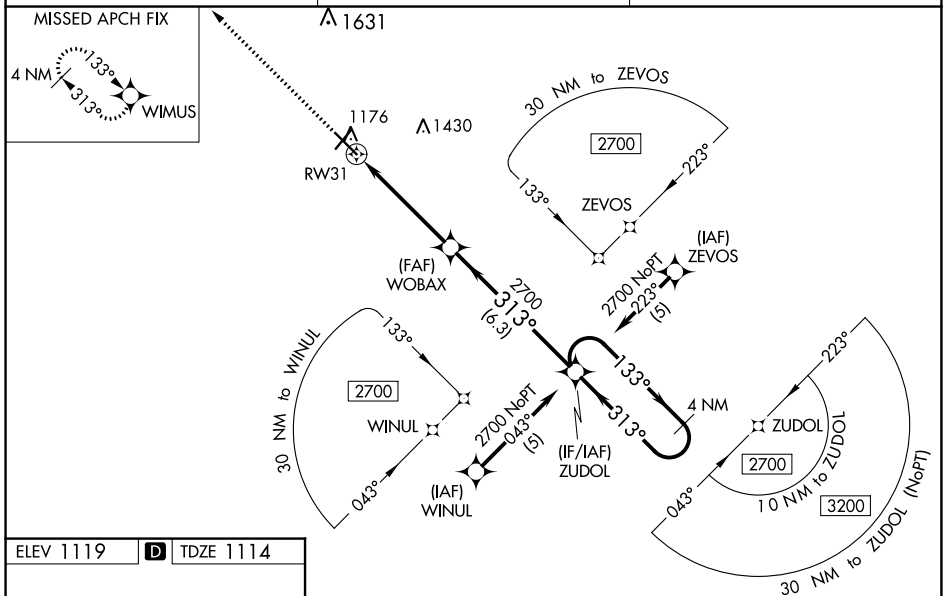 MISSED APCH FIX
4 NM
133°
313°
WIMUS
1631
1176
1430
RW31
30 NM to ZEVOS
2700
133°
223°
ZEVOS
(IAF)
ZEVOS
2700 NoPT
223°
(5)
(FAF)
WOBAX
2700
313°
(6.3)
30 NM to WINUL
133°
2700
WINUL
043°
2700 NoPT
043°
(5)
(IAF)
WINUL
(IF/IAF)
ZUDOL
133°
313°
4 NM
223°
ZUDOL
2700
10 NM to ZUDOL
043°
3200
30 NM to ZUDOL (NoPT)
ELEV 1119 D TDZE 1114